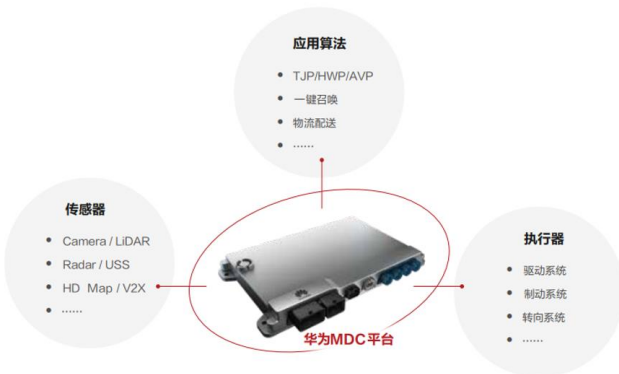 应用算法
• TJP/HWP/AVP
• 一键召唤
• 物流配送
• ······
传感器
• Camera / LiDAR
• Radar / USS
• HD Map / V2X
• ······
执行器
• 驱动系统
• 制动系统
• 转向系统
• ······
华为MDC平台